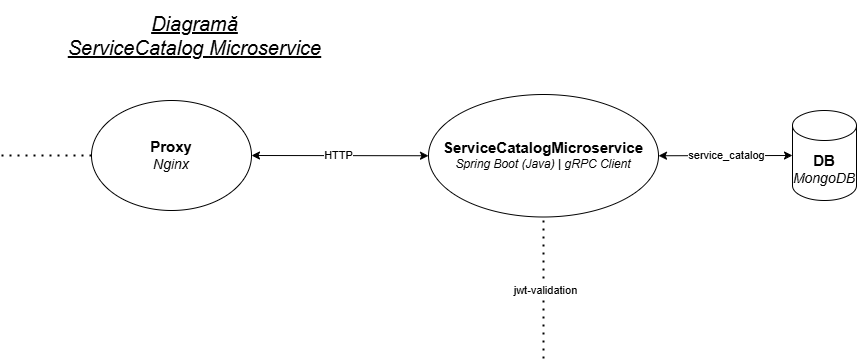 Diagramă
ServiceCatalog Microservice
Proxy
Nginx
HTTP
ServiceCatalogMicroservice
Spring Boot (Java) | gRPC Client
service_catalog
DB
MongoDB
jwt-validation